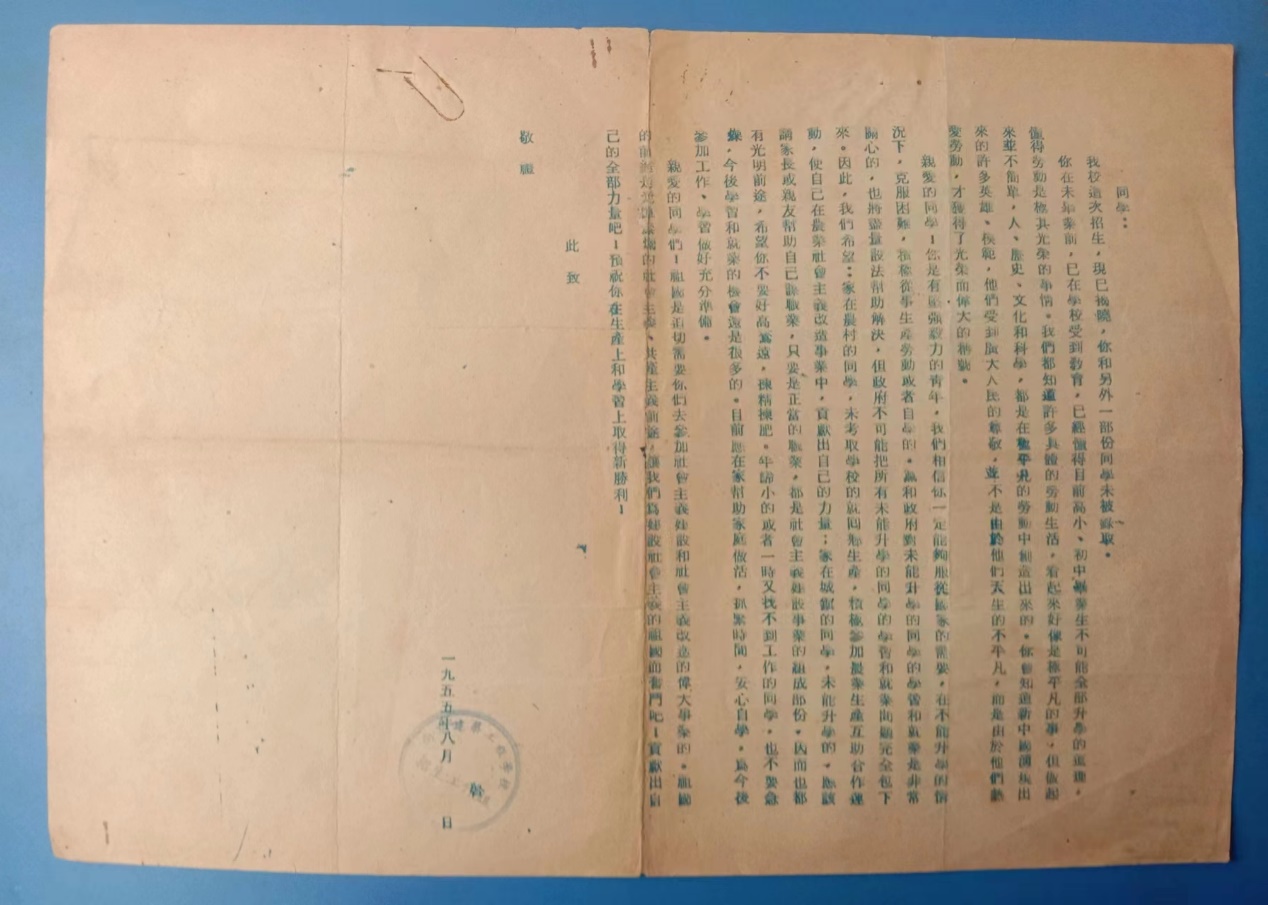 同學：
我校這次招生，現已揭曉，你和另外一部份同學未被錄取。
你在未畢業前，已在學校受到教育，已經懂得目前高小、初中畢業生不可能全部升學的道理，
懂得勞動是極其光榮的事情。我們都知道許多具體的勞動生活，看起來好像是極平凡的事，但做起
來並不簡單，人、歷史、文化和科學，都是在極平凡的勞動中創造出來的。你會知道新中國湧現出
來的許多英雄、模範，他們受到廣大人民的尊敬，並不是由於他們天生的不平凡，而是由於他們熱
愛勞動，才獲得了光榮而偉大的稱號。
親愛的同學！您是有堅強毅力的青年，我們相信你一定能夠服從國家的需要，在不能升學的情
況下，克服困難，積極從事生產勞動或者自學的。黨和政府對未能升學的同學的學習和就業是非常
關心的，也將盡量設法幫助解決，但政府不可能把所有未能升學的同學的學習和就業問題完全包下
來。因此，我們希望：家在農村的同學，未考取學校的就回鄉生產，積極參加農業生產互助合作運
動，使自己在農業社會主義改造事業中，貢獻出自己的力量；家在城鎮的同學，未能升學的，應該
請家長或親友幫助自己謀職業，只要是正當的職業，都是社會主義建設事業的組成部份，因而也都
有光明前途，希望你不要好高騖遠，揀精揀肥。年齡小的或者一時又找不到工作的同學，也不要急
躁，今後學習和就業的機會還是很多的。目前應在家幫助家庭做活，抓緊時間，安心自學，為今後
參加工作、學習做好充分準備。
親愛的同學們！祖國是迫切需要你們去參加社會主義建設和社會主義改造的偉大事業的。祖國
的前途是光輝燦爛的社會主義、共產主義前途，讓我們為建設社會主義的祖國而奮鬥吧！貢獻出自
己的全部力量吧！預祝你在生產上和學習上取得新勝利！
此致
敬禮
建築工程學校
一九五五年八月 日